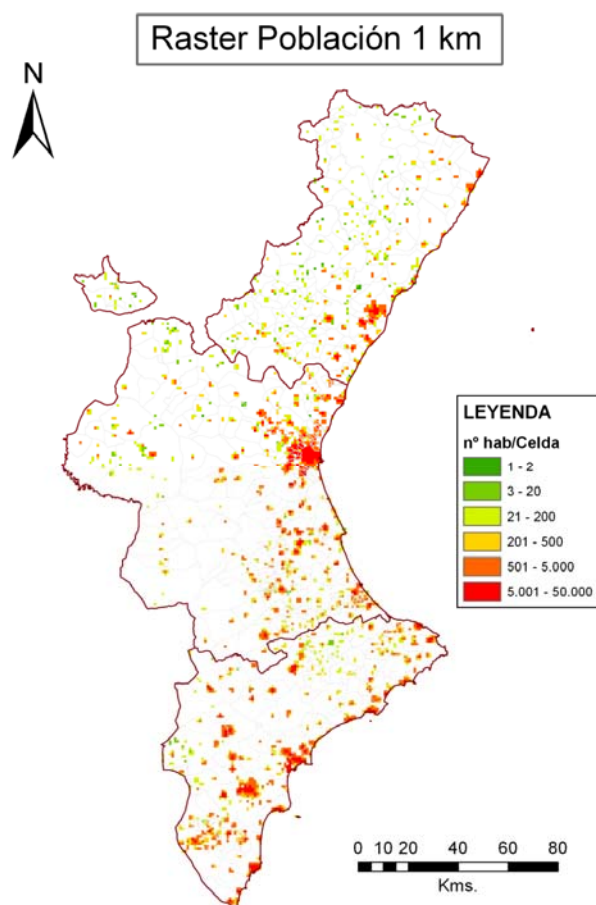 Raster Población 1 km
N
LEYENDA
nº hab/Celda
1 - 2
3 - 20
21 - 200
201 - 500
501 - 5.000
5.001 - 50.000
0 10 20 40 60 80
Kms.